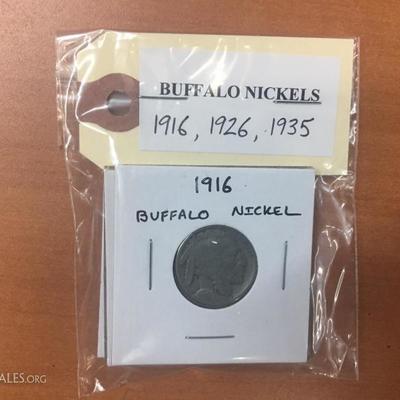 BUFFALO NICKELS
1916, 1926, 1935
1916
BUFFALO NICKEL
ALES.ORG